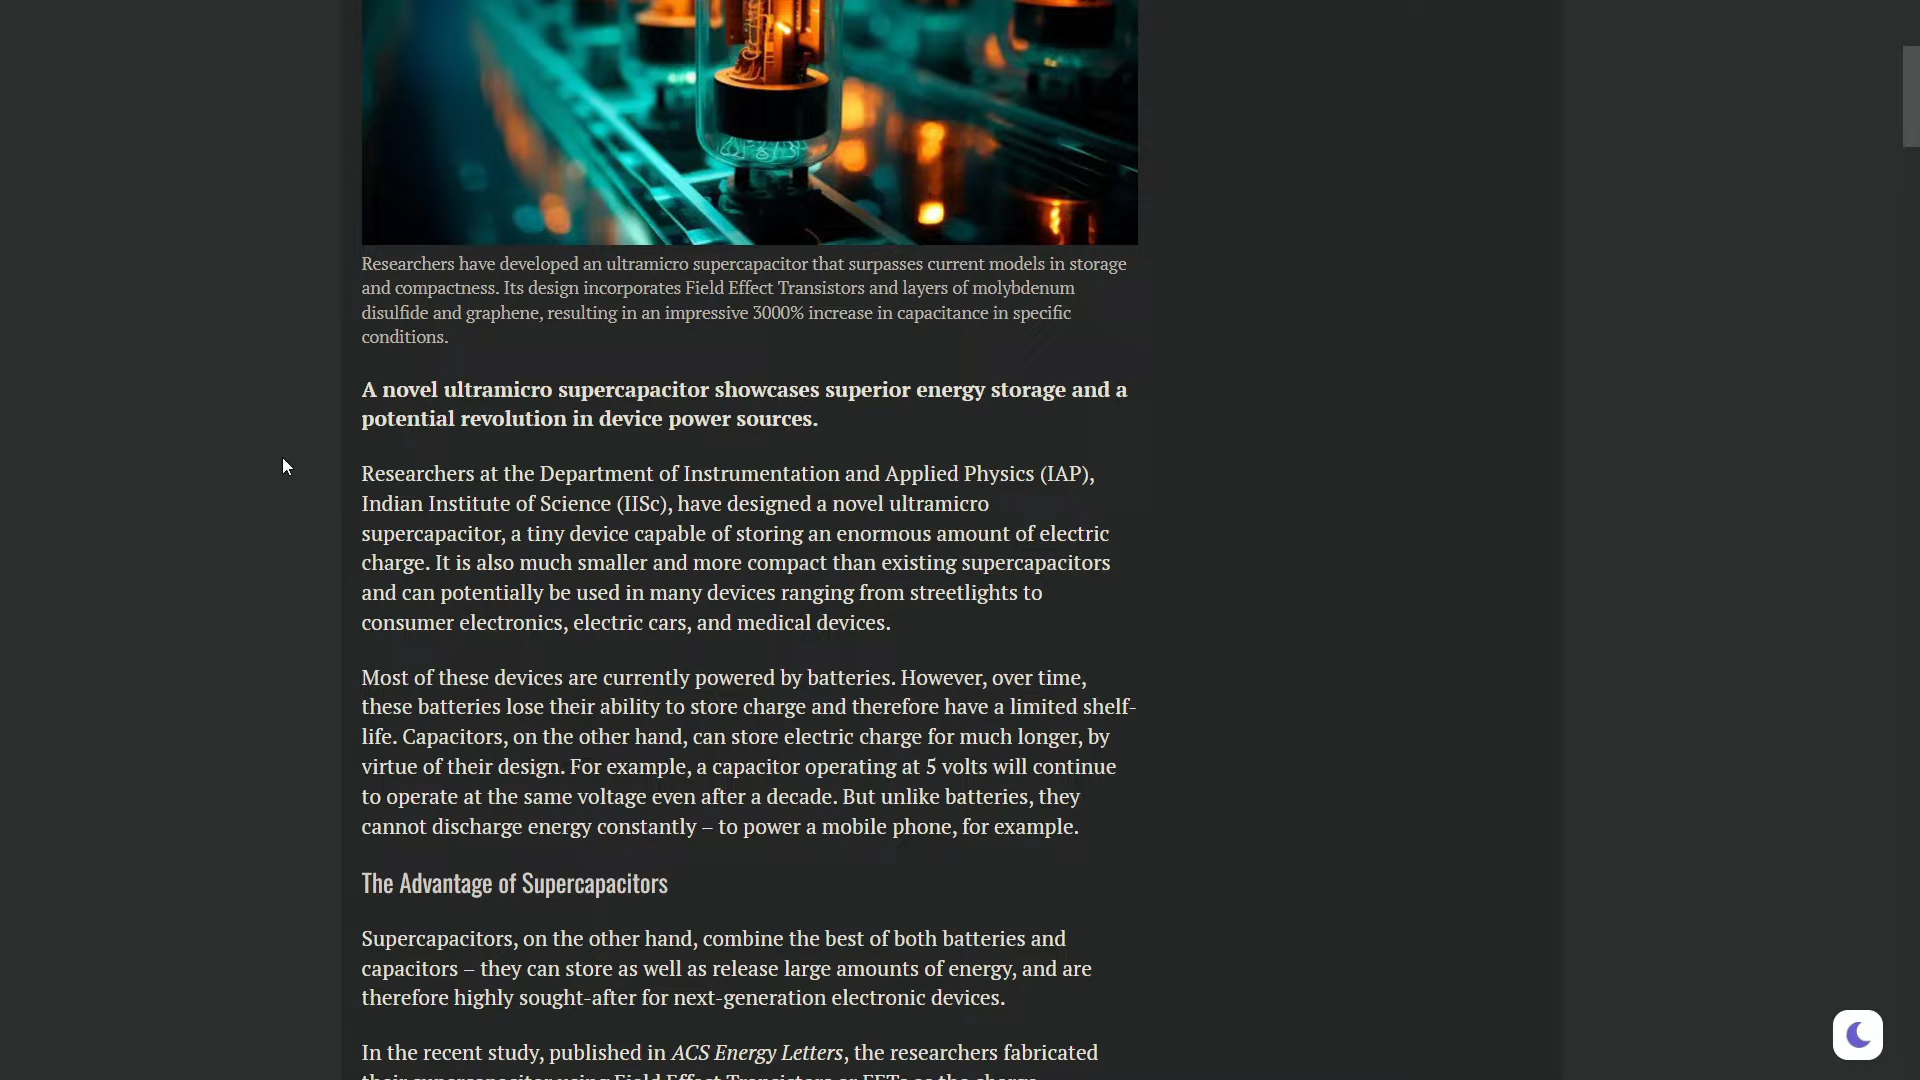 Researchers have developed an ultramicro supercapacitor that surpasses current models in storage
and compactness. Its design incorporates Field Effect Transistors and layers of molybdenum
disulfide and graphene, resulting in an impressive 3000% increase in capacitance in specific
conditions.
A novel ultramicro supercapacitor showcases superior energy storage and a
potential revolution in device power sources.
Researchers at the Department of Instrumentation and Applied Physics (IAP),
Indian Institute of Science (IISc), have designed a novel ultramicro
supercapacitor, a tiny device capable of storing an enormous amount of electric
charge. It is also much smaller and more compact than existing supercapacitors
and can potentially be used in many devices ranging from streetlights to
consumer electronics, electric cars, and medical devices.
Most of these devices are currently powered by batteries. However, over time,
these batteries lose their ability to store charge and therefore have a limited shelf-
life. Capacitors, on the other hand, can store electric charge for much longer, by
virtue of their design. For example, a capacitor operating at 5 volts will continue
to operate at the same voltage even after a decade. But unlike batteries, they
cannot discharge energy constantly – to power a mobile phone, for example.
The Advantage of Supercapacitors
Supercapacitors, on the other hand, combine the best of both batteries and
capacitors – they can store as well as release large amounts of energy, and are
therefore highly sought-after for next-generation electronic devices.
In the recent study, published in ACS Energy Letters, the researchers fabricated
their supercapacitor using Field Effect Transistors or FETs as the charge